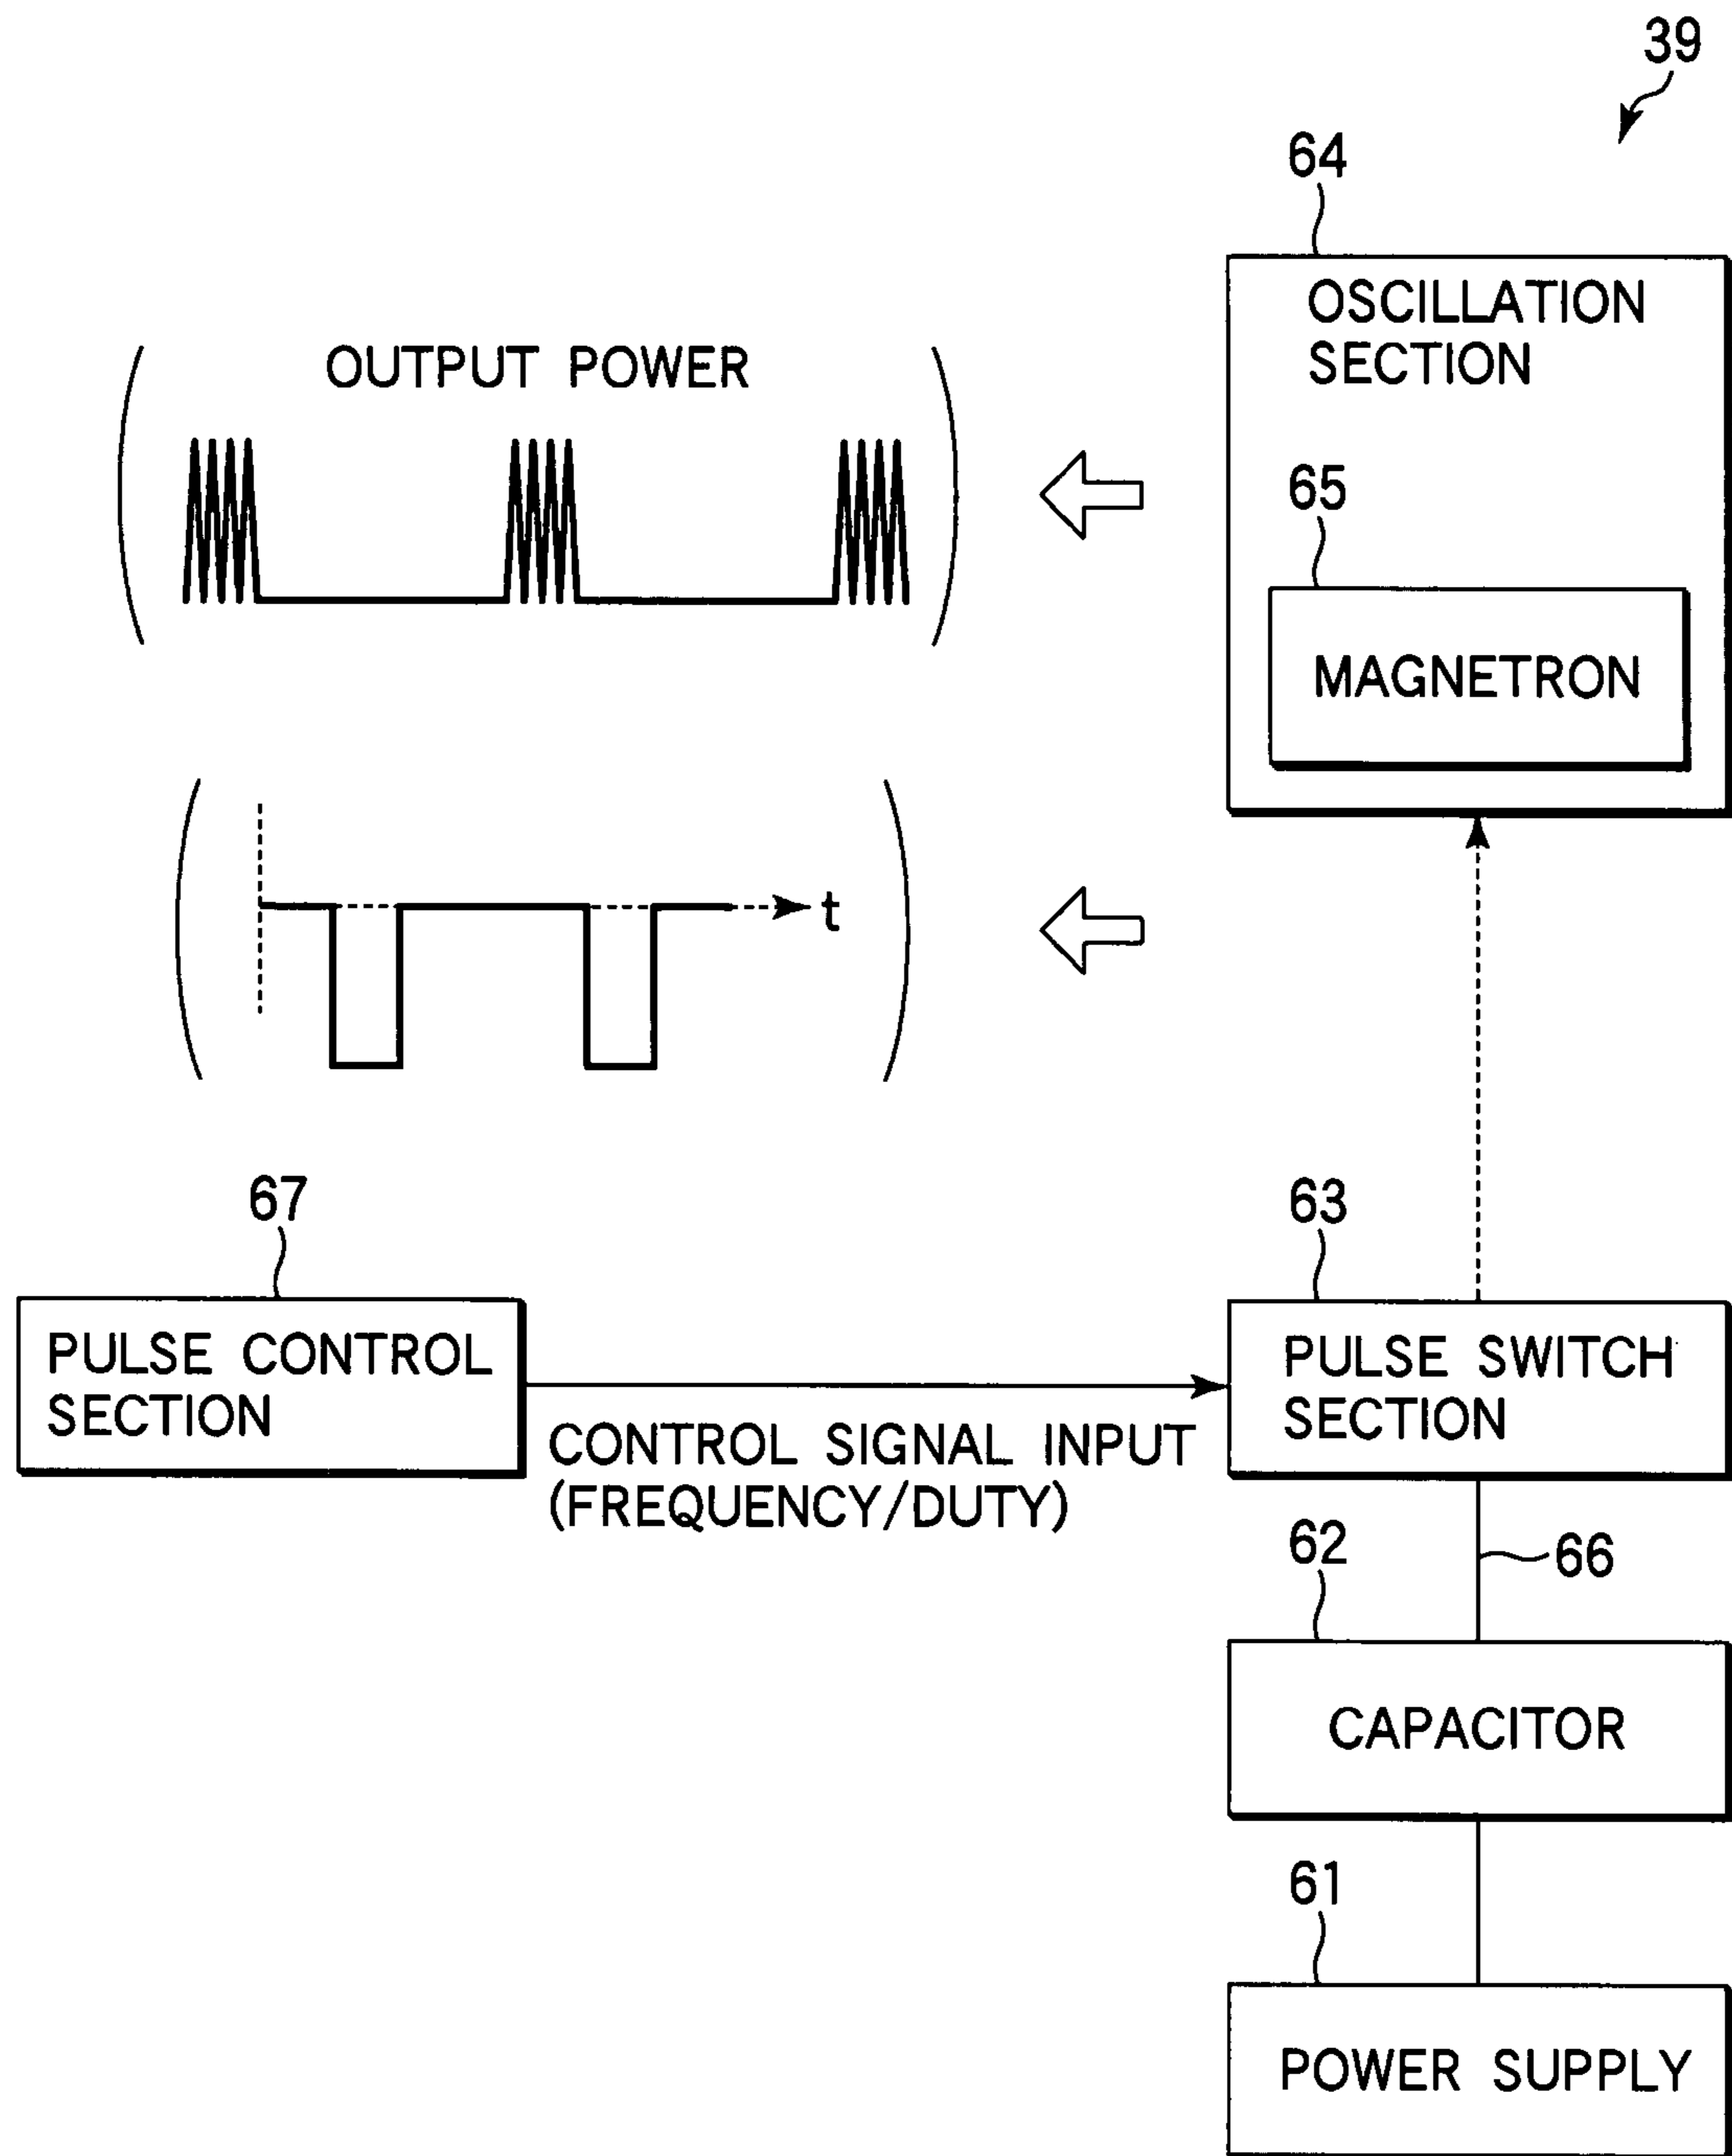 39
64
OSCILLATION
SECTION
OUTPUT POWER
65
MAGNETRON
t
67
63
PULSE CONTROL
SECTION
PULSE SWITCH
SECTION
CONTROL SIGNAL INPUT
(FREQUENCY/DUTY)
62
66
CAPACITOR
61
POWER SUPPLY